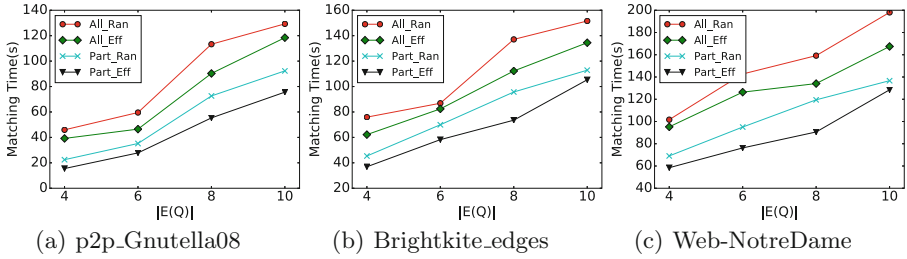 Matching Time(s)
140
120
100
80
60
40
20
0
4
6
8
10
|E(Q)|
All_Ran
All_Eff
Part_Ran
Part_Eff
(a) p2p_Gnutella08
Matching Time(s)
160
140
120
100
80
60
40
20
4
6
8
10
|E(Q)|
All_Ran
All_Eff
Part_Ran
Part_Eff
(b) Brightkite_edges
Matching Time(s)
200
180
160
140
120
100
80
60
40
4
6
8
10
|E(Q)|
All_Ran
All_Eff
Part_Ran
Part_Eff
(c) Web-NotreDame